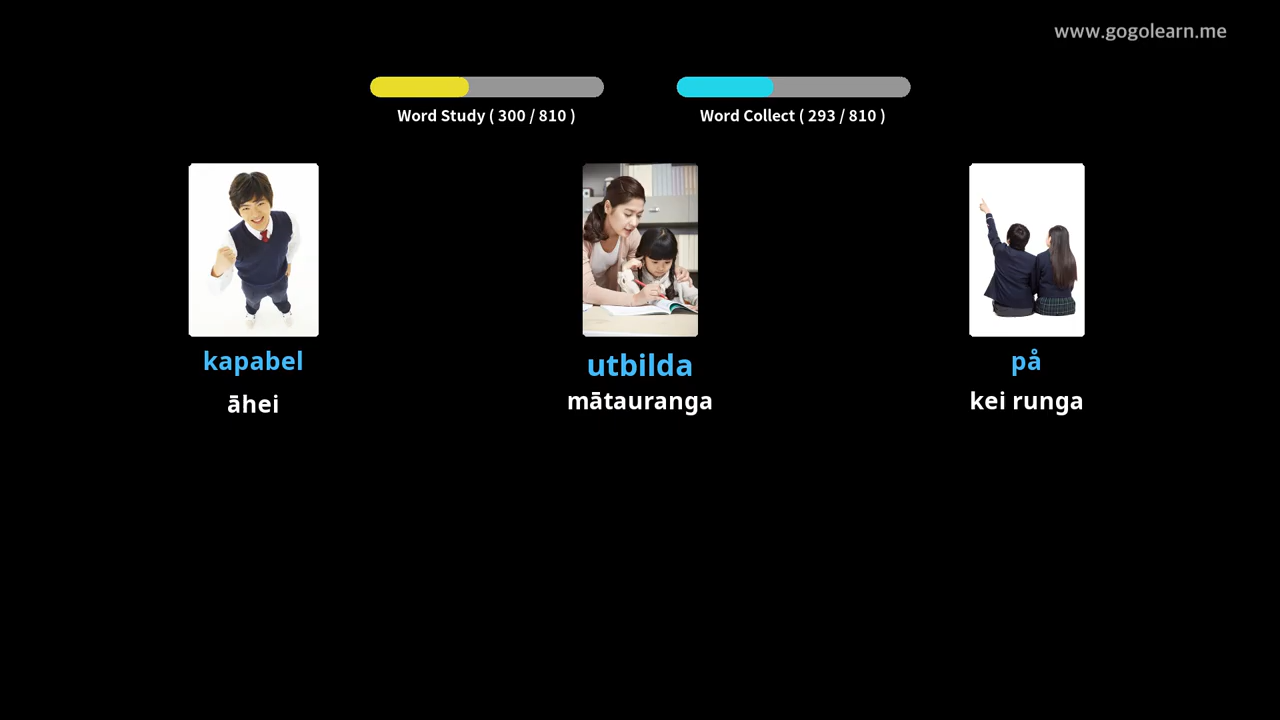 www.gogolearn.me
Word Study ( 300 / 810 )
Word Collect ( 293 / 810 )
kapabel
utbilda
på
āhei
mātauranga
kei runga